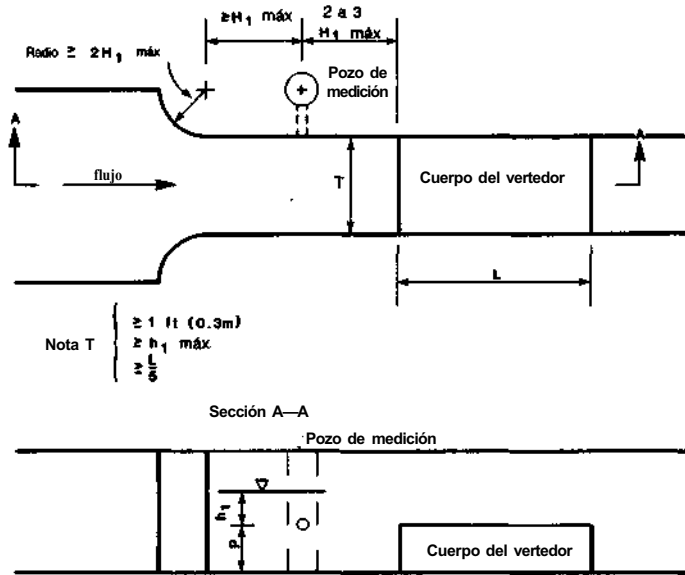 ≥H₁ máx
2 a 3
H₁ máx
Radio ≥ 2H₁ máx
Pozo de
medición
A
A
flujo
T
Cuerpo del vertedor
L
Nota T
≥ 1 ft (0.3m)
≥ h₁ máx
≥ L/5
Sección A—A
Pozo de medición
h₁
p
Cuerpo del vertedor